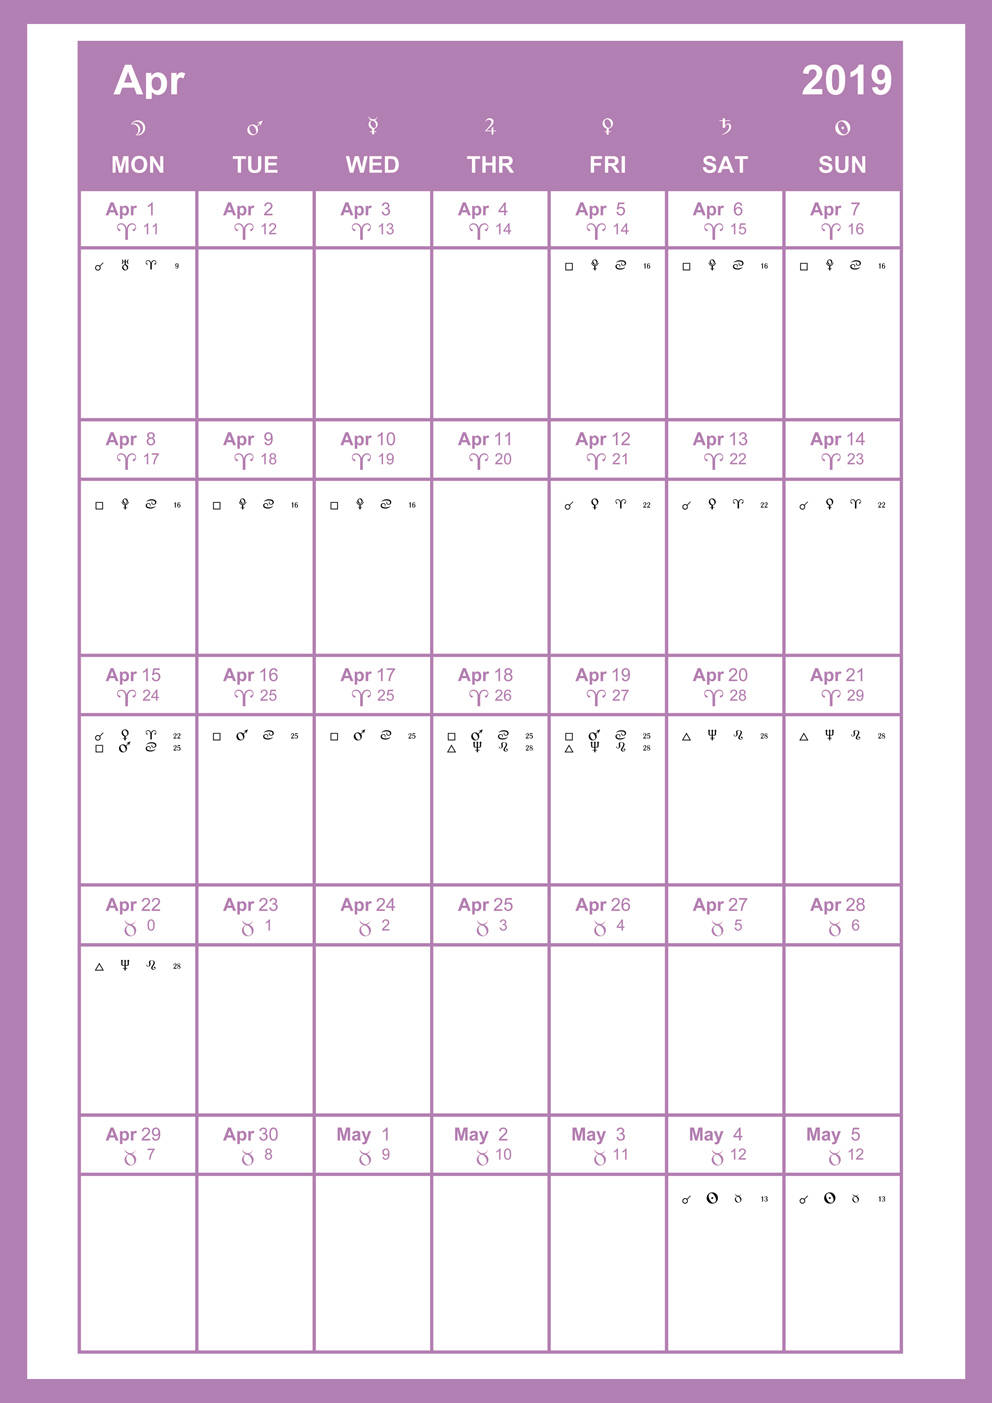 Apr 2019
☽ ♂ ☿ ♃ ♀ ♄ ☉
MON TUE WED THR FRI SAT SUN
Apr 1 Apr 2 Apr 3 Apr 4 Apr 5 Apr 6 Apr 7
♈ 11 ♈ 12 ♈ 13 ♈ 14 ♈ 14 ♈ 15 ♈ 16
☌ ♅ ♈ 9 □ ⚴ ♋ 16 □ ⚴ ♋ 16 □ ⚴ ♋ 16
Apr 8 Apr 9 Apr 10 Apr 11 Apr 12 Apr 13 Apr 14
♈ 17 ♈ 18 ♈ 19 ♈ 20 ♈ 21 ♈ 22 ♈ 23
□ ⚴ ♋ 16 □ ⚴ ♋ 16 □ ⚴ ♋ 16 ☌ ♀ ♈ 22 ☌ ♀ ♈ 22 ☌ ♀ ♈ 22
Apr 15 Apr 16 Apr 17 Apr 18 Apr 19 Apr 20 Apr 21
♈ 24 ♈ 25 ♈ 25 ♈ 26 ♈ 27 ♈ 28 ♈ 29
☌ ♀ ♈ 22 □ ♂ ♋ 25 □ ♂ ♋ 25 □ ♂ ♋ 25 □ ♂ ♋ 25 △ ♆ ♌ 28 △ ♆ ♌ 28
□ ♂ ♋ 25 △ ♆ ♌ 28 △ ♆ ♌ 28
Apr 22 Apr 23 Apr 24 Apr 25 Apr 26 Apr 27 Apr 28
♉ 0 ♉ 1 ♉ 2 ♉ 3 ♉ 4 ♉ 5 ♉ 6
△ ♆ ♌ 28
Apr 29 Apr 30 May 1 May 2 May 3 May 4 May 5
♉ 7 ♉ 8 ♉ 9 ♉ 10 ♉ 11 ♉ 12 ♉ 12
☌ ☉ ♉ 13 ☌ ☉ ♉ 13